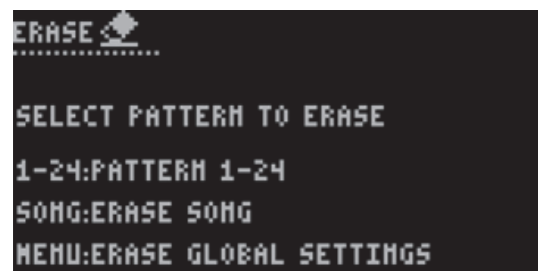 ERASE
SELECT PATTERN TO ERASE
1-24:PATTERN 1-24
SONG:ERASE SONG
MENU:ERASE GLOBAL SETTINGS